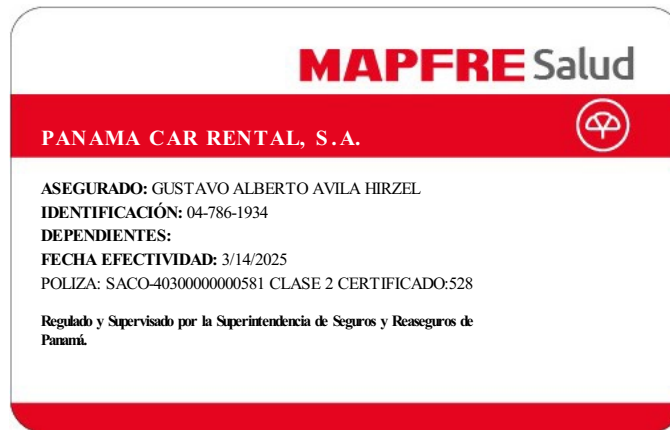 MAPFRE Salud
PANAMA CAR RENTAL, S.A.
ASEGURADO: GUSTAVO ALBERTO AVILA HIRZEL
IDENTIFICACIÓN: 04-786-1934
DEPENDIENTES:
FECHA EFECTIVIDAD: 3/14/2025
POLIZA: SACO-40300000000581 CLASE 2 CERTIFICADO:528
Regulado y Supervisado por la Superintendencia de Seguros y Reaseguros de
Panamá.